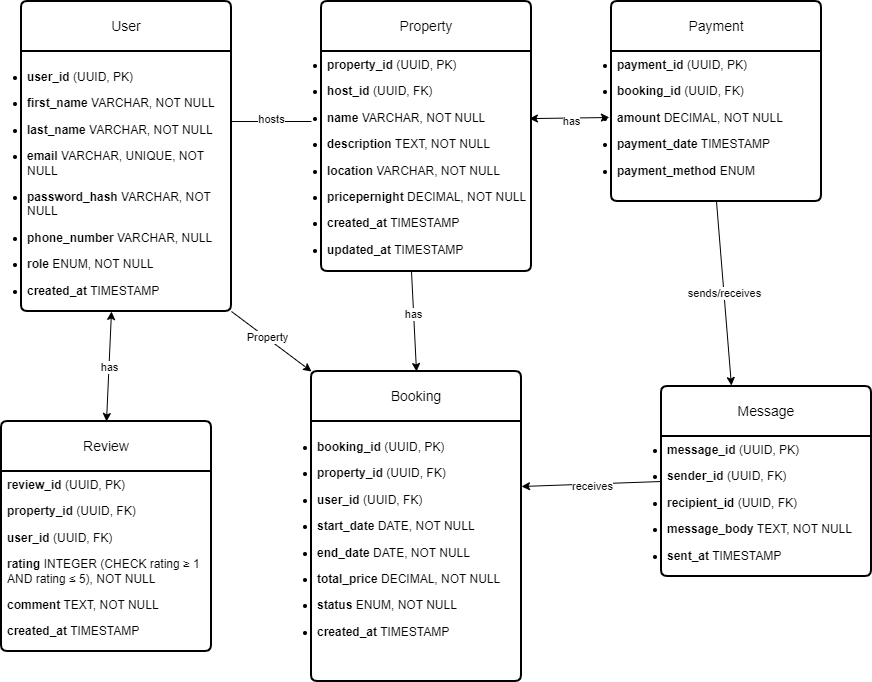 User
user_id (UUID, PK)
first_name VARCHAR, NOT NULL
last_name VARCHAR, NOT NULL
email VARCHAR, UNIQUE, NOT
NULL
password_hash VARCHAR, NOT
NULL
phone_number VARCHAR, NULL
role ENUM, NOT NULL
created_at TIMESTAMP
hosts
Property
property_id (UUID, PK)
host_id (UUID, FK)
name VARCHAR, NOT NULL
description TEXT, NOT NULL
location VARCHAR, NOT NULL
pricepernight DECIMAL, NOT NULL
created_at TIMESTAMP
updated_at TIMESTAMP
has
Payment
payment_id (UUID, PK)
booking_id (UUID, FK)
amount DECIMAL, NOT NULL
payment_date TIMESTAMP
payment_method ENUM
sends/receives
has
Property
has
Review
review_id (UUID, PK)
property_id (UUID, FK)
user_id (UUID, FK)
rating INTEGER (CHECK rating ≥ 1
AND rating ≤ 5), NOT NULL
comment TEXT, NOT NULL
created_at TIMESTAMP
Booking
booking_id (UUID, PK)
property_id (UUID, FK)
user_id (UUID, FK)
start_date DATE, NOT NULL
end_date DATE, NOT NULL
total_price DECIMAL, NOT NULL
status ENUM, NOT NULL
created_at TIMESTAMP
receives
Message
message_id (UUID, PK)
sender_id (UUID, FK)
recipient_id (UUID, FK)
message_body TEXT, NOT NULL
sent_at TIMESTAMP